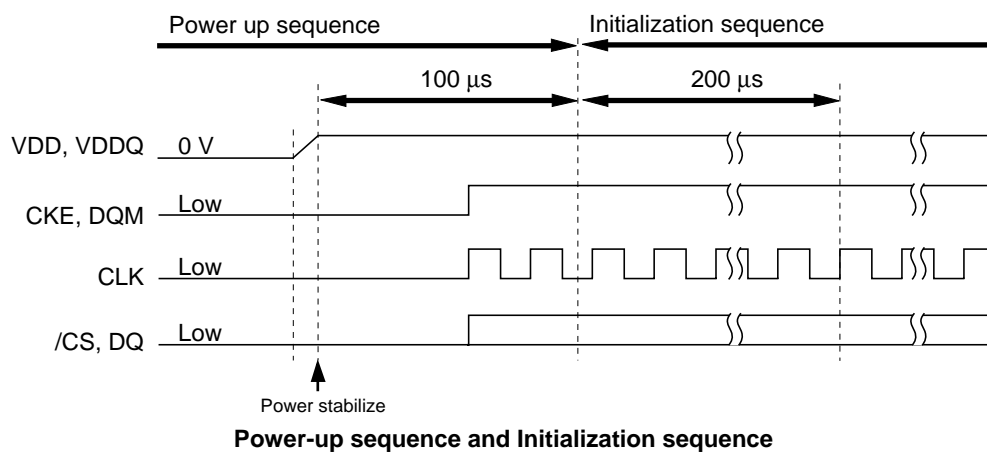 Power up sequence
Initialization sequence
100 μs
200 μs
VDD, VDDQ
0 V
CKE, DQM
Low
CLK
Low
/CS, DQ
Low
Power stabilize
Power-up sequence and Initialization sequence